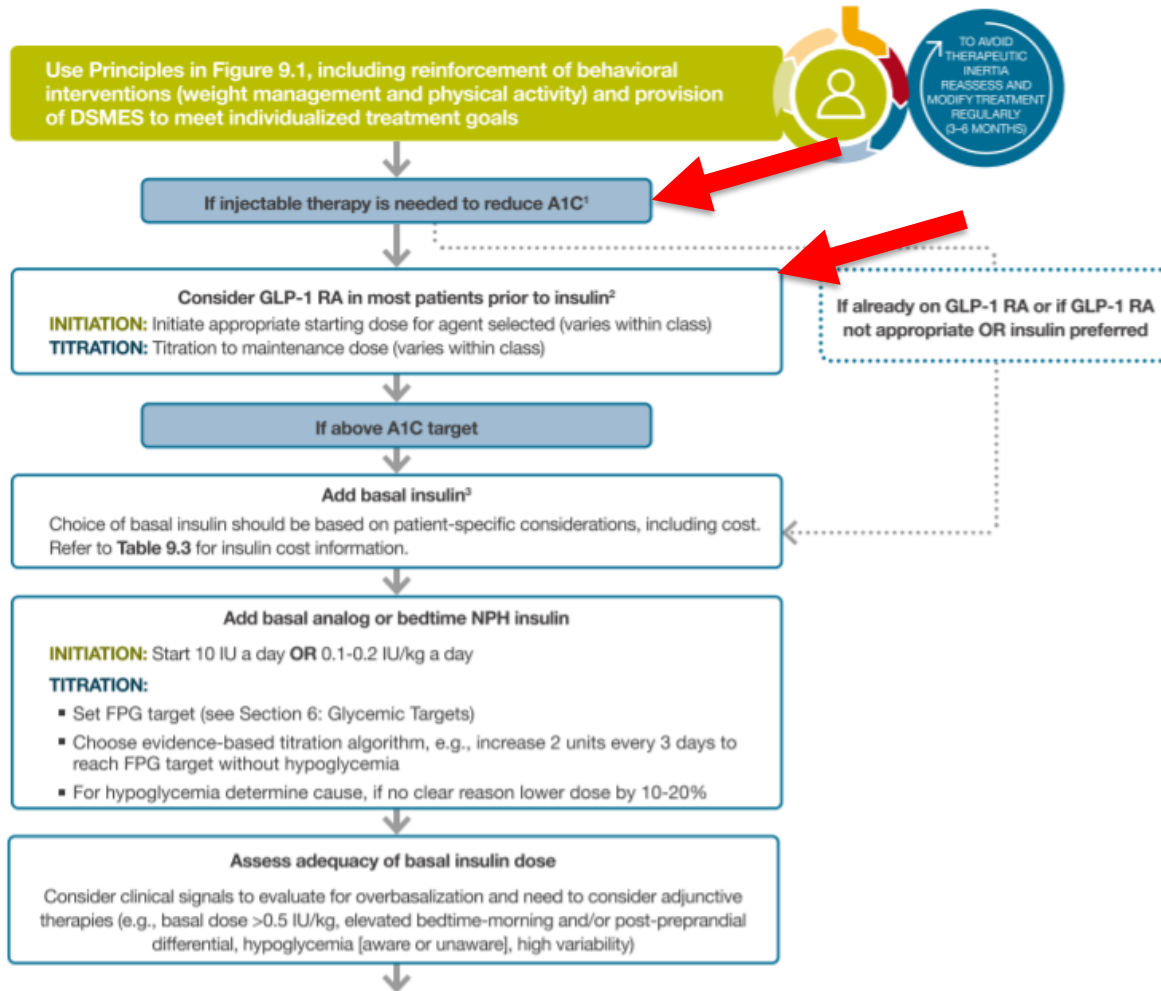 Use Principles in Figure 9.1, including reinforcement of behavioral
interventions (weight management and physical activity) and provision
of DSMES to meet individualized treatment goals
TO AVOID
THERAPEUTIC
INERTIA
REASSESS AND
MODIFY TREATMENT
REGULARLY
(3–6 MONTHS)
If injectable therapy is needed to reduce A1C¹
Consider GLP-1 RA in most patients prior to insulin²
INITIATION: Initiate appropriate starting dose for agent selected (varies within class)
TITRATION: Titration to maintenance dose (varies within class)
If already on GLP-1 RA or if GLP-1 RA
not appropriate OR insulin preferred
If above A1C target
Add basal insulin³
Choice of basal insulin should be based on patient-specific considerations, including cost.
Refer to Table 9.3 for insulin cost information.
Add basal analog or bedtime NPH insulin
INITIATION: Start 10 IU a day OR 0.1-0.2 IU/kg a day
TITRATION:
▪ Set FPG target (see Section 6: Glycemic Targets)
▪ Choose evidence-based titration algorithm, e.g., increase 2 units every 3 days to
reach FPG target without hypoglycemia
▪ For hypoglycemia determine cause, if no clear reason lower dose by 10-20%
Assess adequacy of basal insulin dose
Consider clinical signals to evaluate for overbasalization and need to consider adjunctive
therapies (e.g., basal dose >0.5 IU/kg, elevated bedtime-morning and/or post-preprandial
differential, hypoglycemia [aware or unaware], high variability)